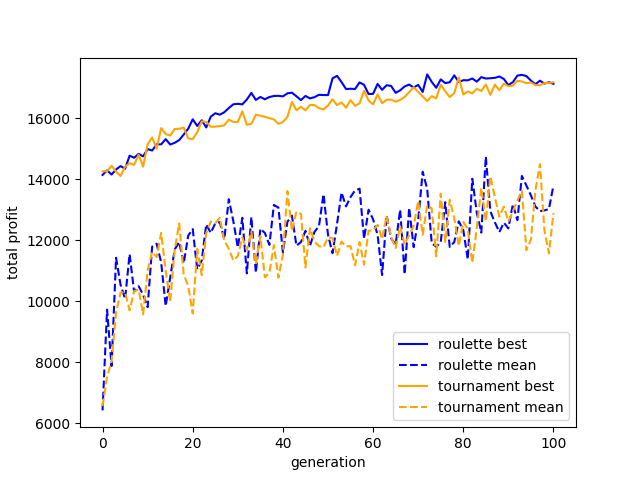 total profit
16000
14000
12000
10000
8000
6000
roulette best
roulette mean
tournament best
tournament mean
0
20
40
60
80
100
generation